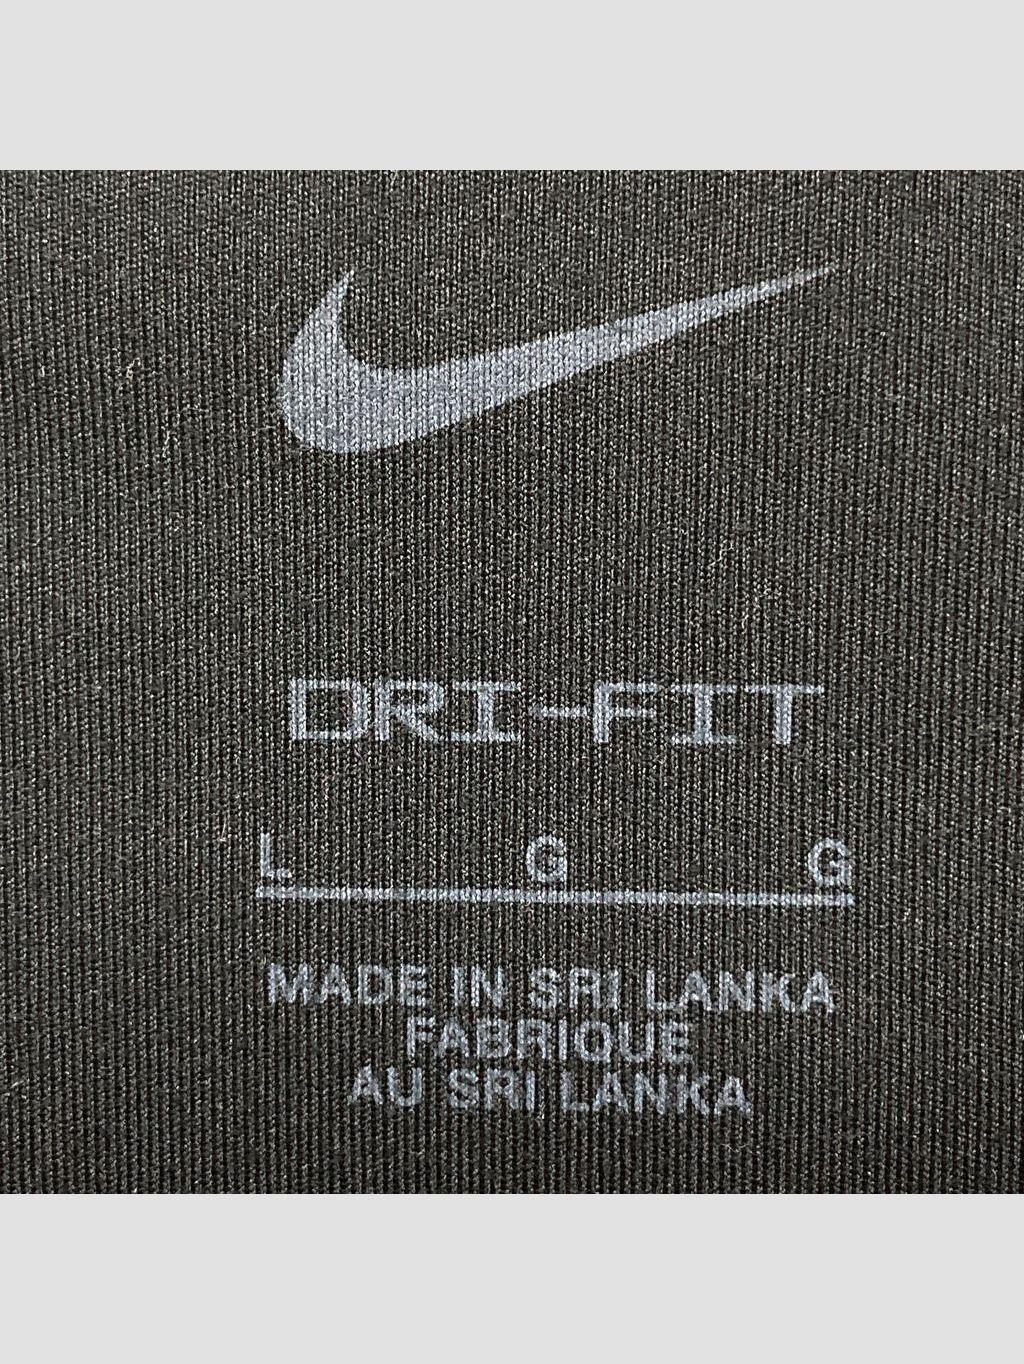 DRI-FIT
L G G
MADE IN SRI LANKA
FABRIQUE
AU SRI LANKA